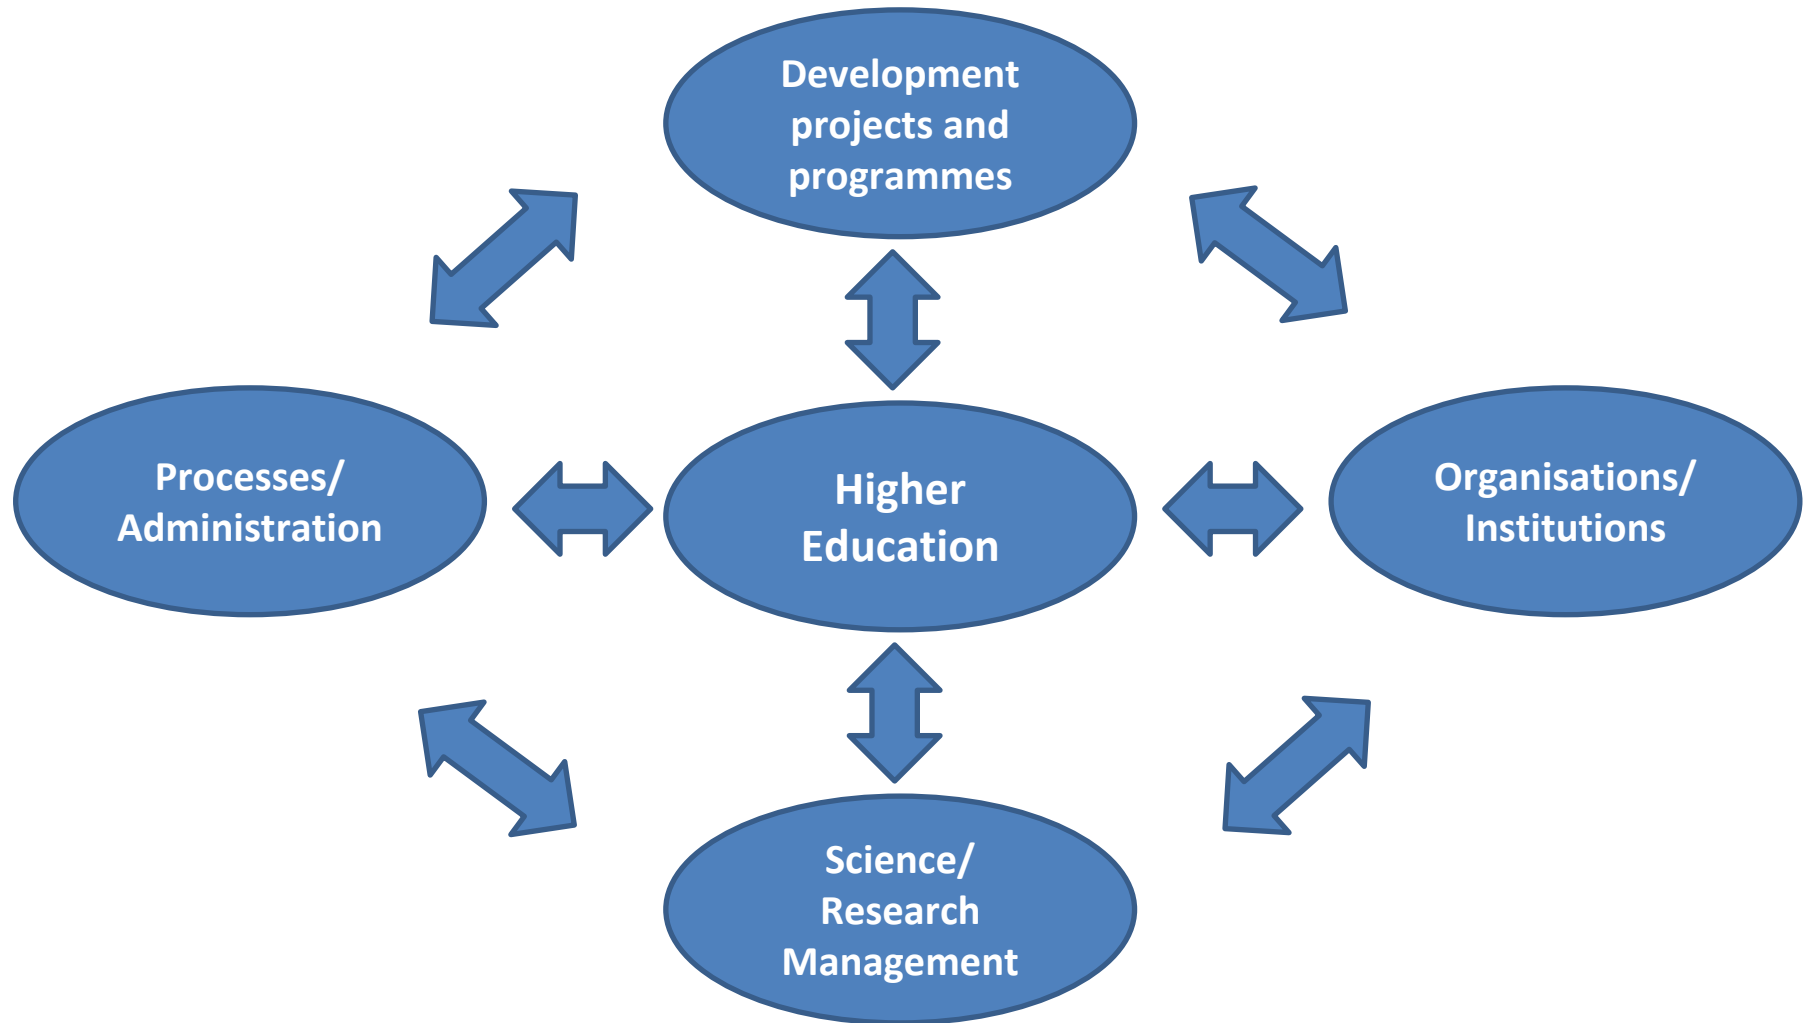 Development
projects and
programmes
Processes/
Administration
Higher
Education
Organisations/
Institutions
Science/
Research
Management